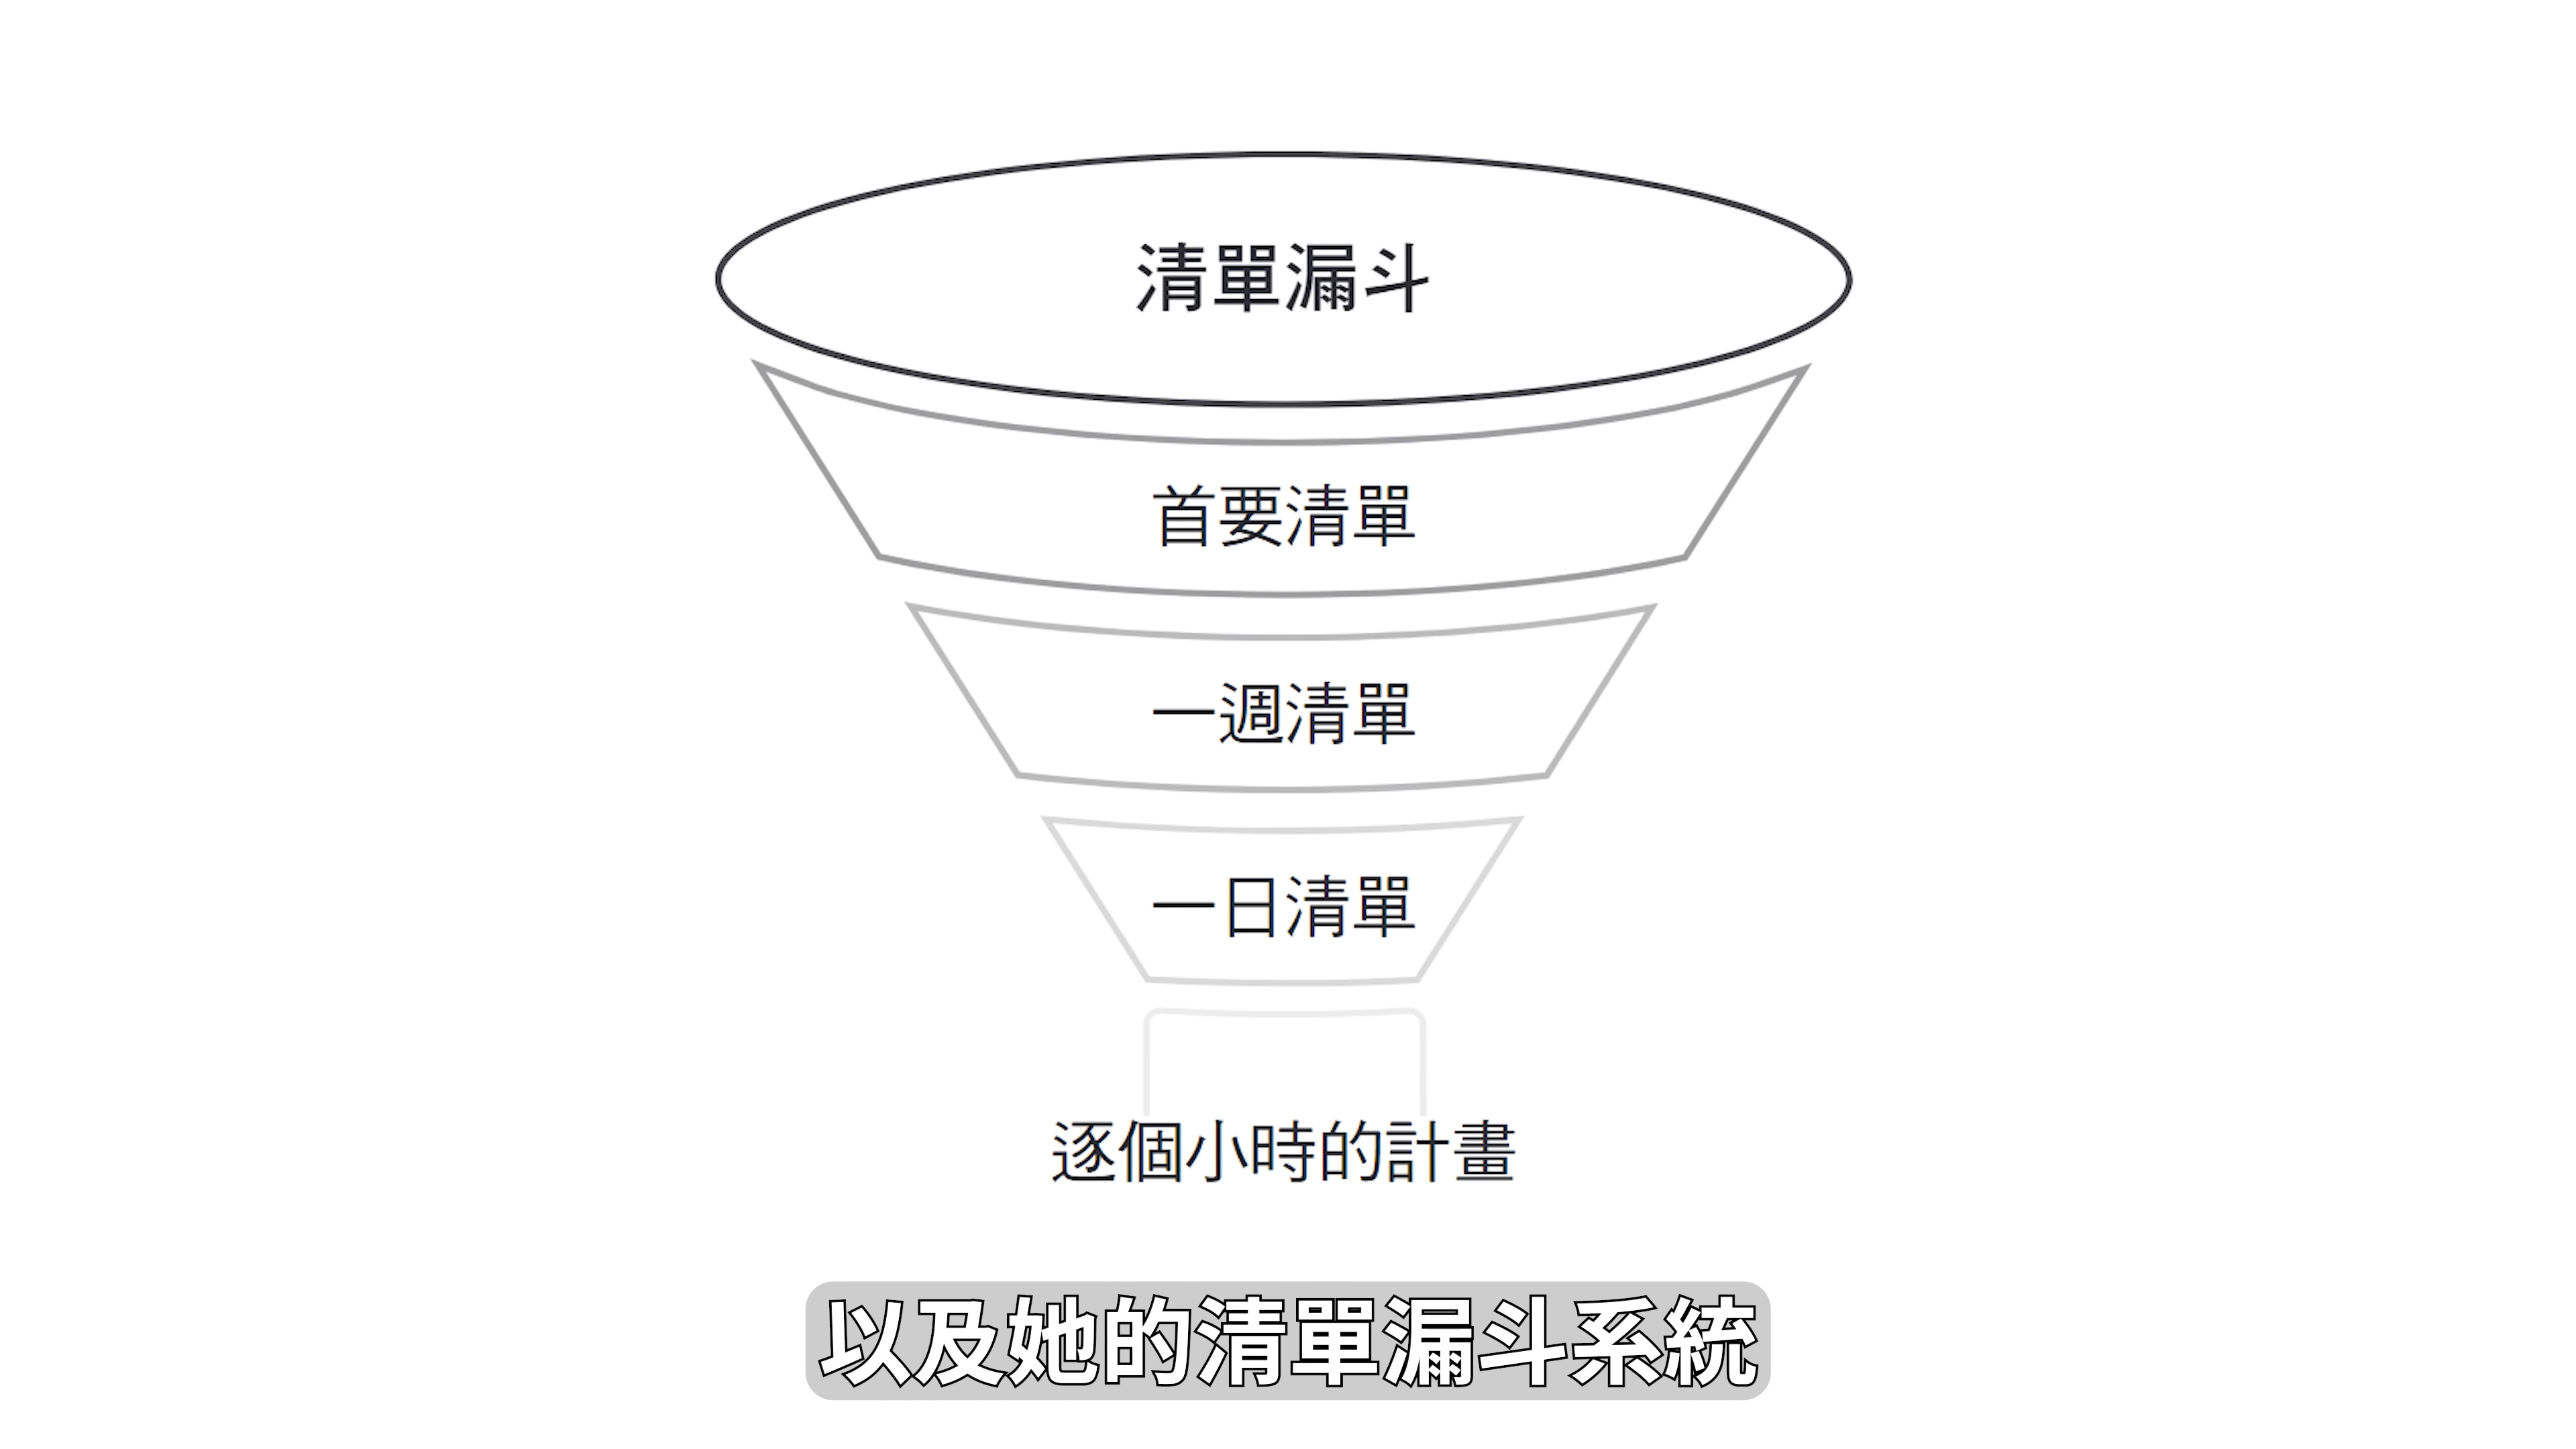 清單漏斗
首要清單
一週清單
一日清單
逐個小時的計畫
以及她的清單漏斗系統